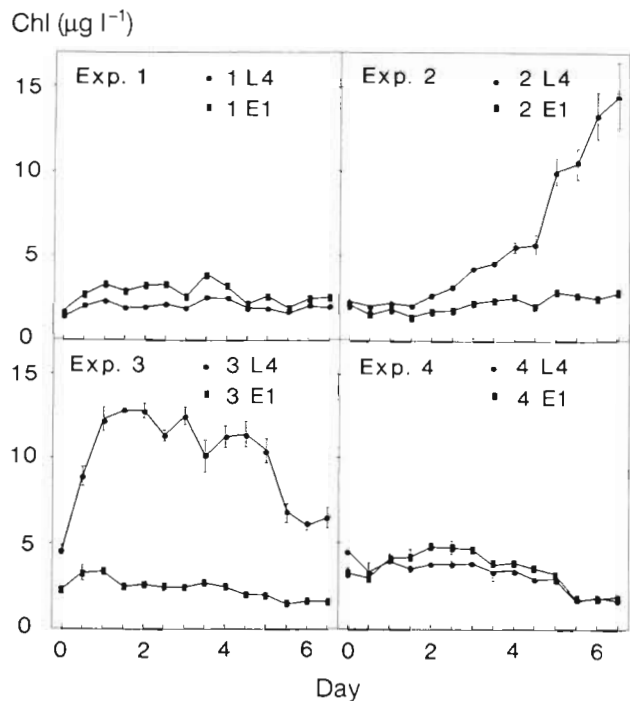 Chl (μg l⁻¹)
Exp. 1
1 L4
1 E1
Exp. 2
2 L4
2 E1
15
10
5
0
Exp. 3
3 L4
3 E1
Exp. 4
4 L4
4 E1
15
10
5
0
0 2 4 6 0 2 4 6
Day